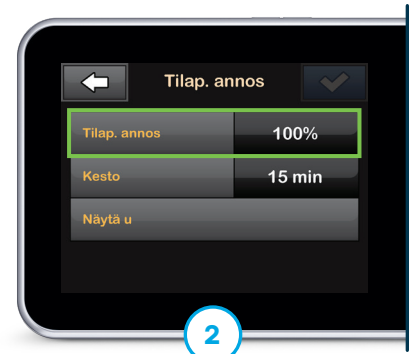 Tilap. annos
Tilap. annos 100%
Kesto 15 min
Näytä u
2